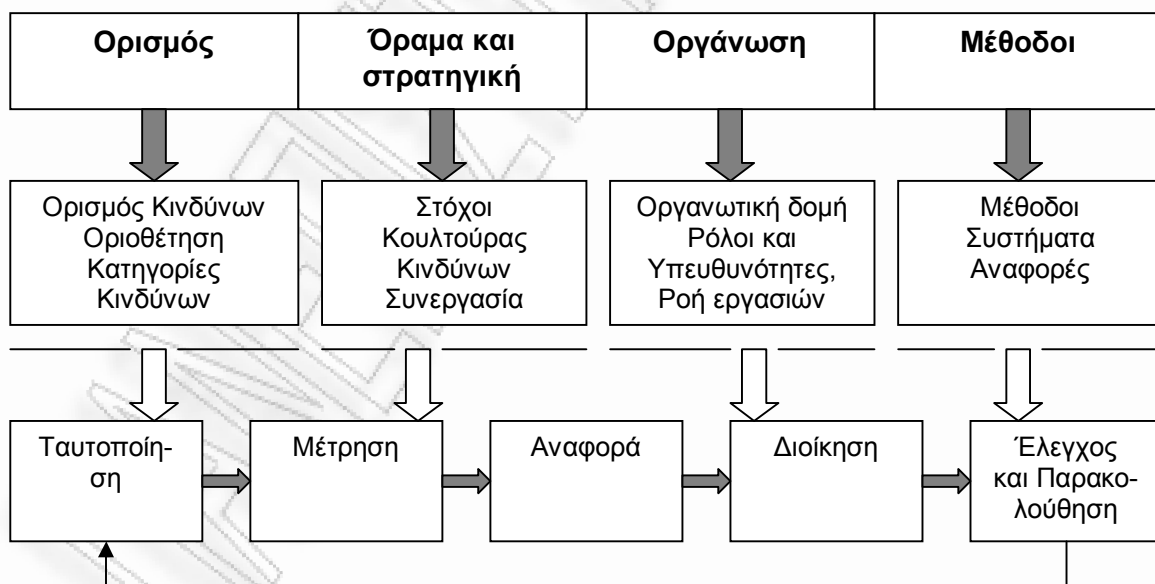 Ορισμός
Όραμα και
στρατηγική
Οργάνωση
Μέθοδοι
Ορισμός Κινδύνων
Οριοθέτηση
Κατηγορίες
Κινδύνων
Στόχοι
Κουλτούρας
Κινδύνων
Συνεργασία
Οργανωτική δομή
Ρόλοι και
Υπευθυνότητες,
Ροή εργασιών
Μέθοδοι
Συστήματα
Αναφορές
Ταυτοποίη-
ση
Μέτρηση
Αναφορά
Διοίκηση
Έλεγχος
και Παρακο-
λούθηση